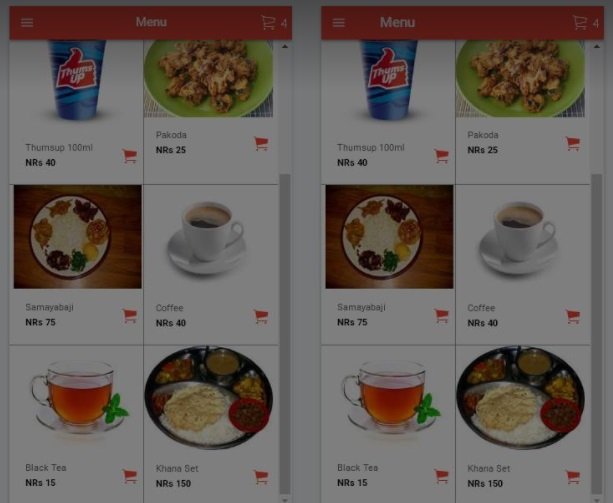 Menu 4
Thums
UP
Thumsup 100ml
NRs 40
Pakoda
NRs 25
Samayabaji
NRs 75
Coffee
NRs 40
Black Tea
NRs 15
Khana Set
NRs 150
Menu 4
Thums
UP
Thumsup 100ml
NRs 40
Pakoda
NRs 25
Samayabaji
NRs 75
Coffee
NRs 40
Black Tea
NRs 15
Khana Set
NRs 150